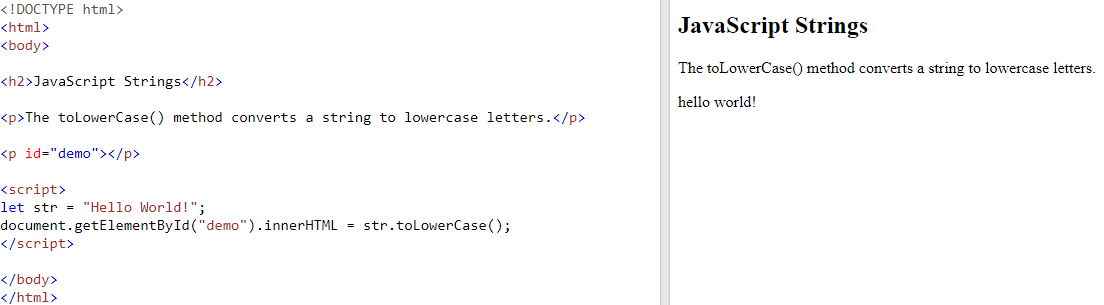 <!DOCTYPE html>
<html>
<body>
<h2>JavaScript Strings</h2>
<p>The toLowerCase() method converts a string to lowercase letters.</p>
<p id="demo"></p>
<script>
let str = "Hello World!";
document.getElementById("demo").innerHTML = str.toLowerCase();
</script>
</body>
</html>
JavaScript Strings
The toLowerCase() method converts a string to lowercase letters.
hello world!